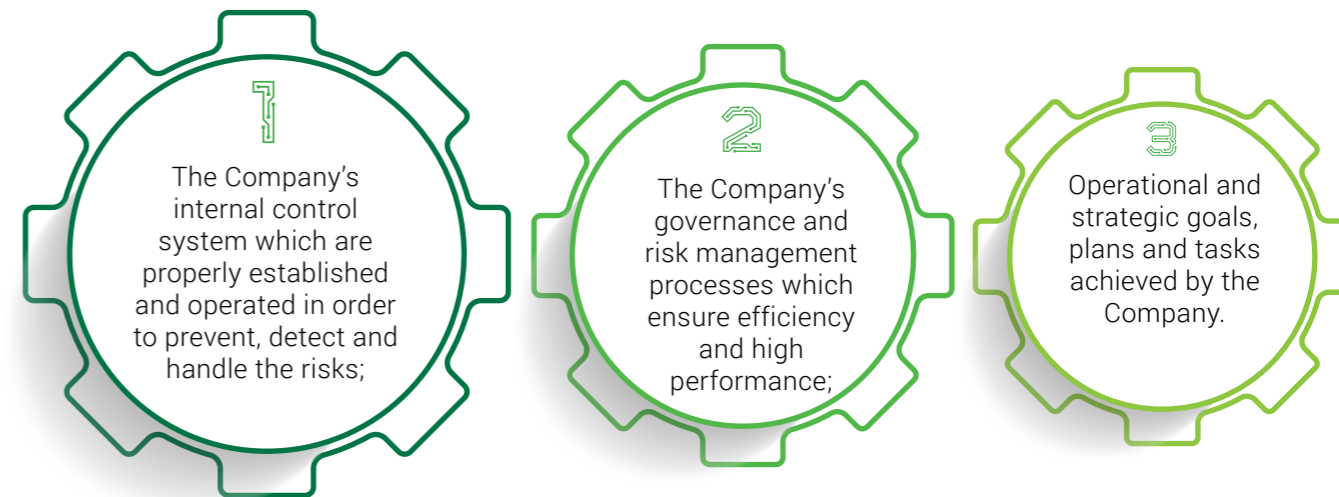 1
The Company's
internal control
system which are
properly established
and operated in order
to prevent, detect and
handle the risks;
2
The Company's
governance and
risk management
processes which
ensure efficiency
and high
performance;
3
Operational and
strategic goals,
plans and tasks
achieved by the
Company.